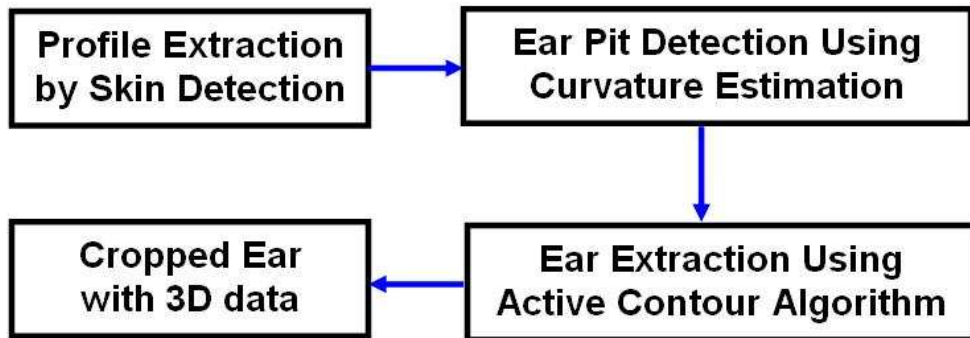 Profile Extraction
by Skin Detection
Ear Pit Detection Using
Curvature Estimation
Ear Extraction Using
Active Contour Algorithm
Cropped Ear
with 3D data